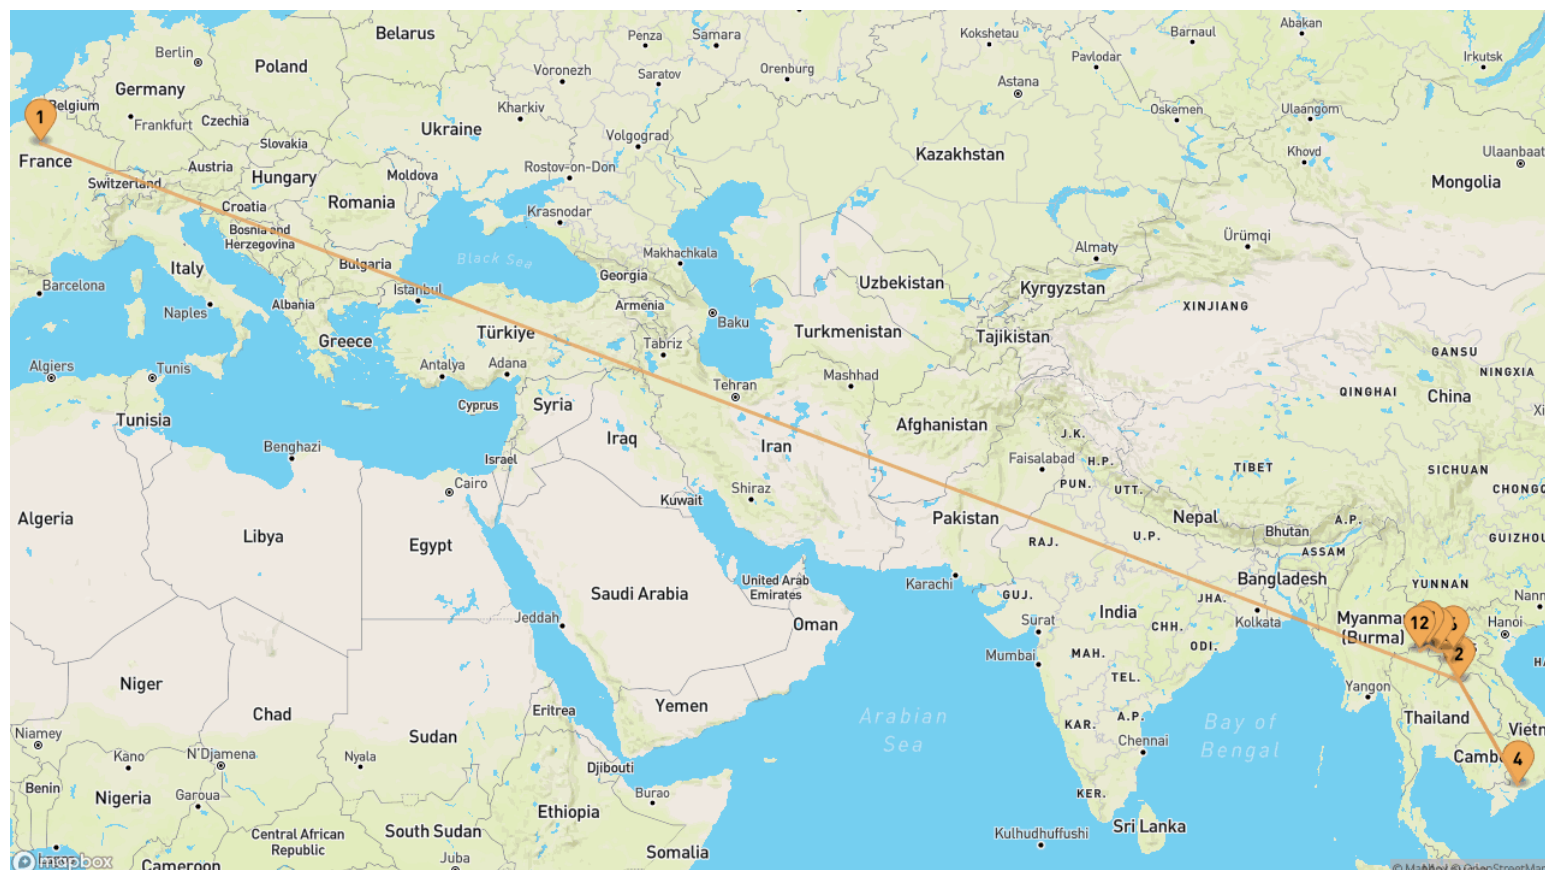 Belarus
Penza
Samara
Kokshetau
Barnaul
Abakan
Berlin
Poland
Voronezh
Saratov
Orenburg
Astana
Pavlodar
Irkutsk
Germany
Belgium
1
Frankfurt
Czechia
Kharkiv
Ukraine
Volgograd
Oskemen
Ulaangom
Slovakia
France
Austria
Hungary
Moldova
Rostov-on-Don
Kazakhstan
Khovd
Ulaanbaat
Switzerland
Mongolia
Croatia
Romania
Krasnodar
Bosnia and
Herzegovina
Italy
Bulgaria
Black Sea
Makhachkala
Almaty
Ürümqi
Barcelona
Istanbul
Georgia
Uzbekistan
Kyrgyzstan
Naples
Albania
Armenia
XINJIANG
Greece
Türkiye
Baku
Turkmenistan
Tajikistan
Tabriz
GANSU
Algiers
Tunis
Antalya
Adana
Tehran
Mashhad
NINGXIA
Tunisia
Cyprus
Syria
QINGHAI
China
Xi
Benghazi
Iraq
Iran
Afghanistan
J.K.
Israel
Faisalabad
H.P.
TIBET
SICHUAN
Cairo
Kuwait
Shiraz
PUN.
UTT.
CHONGQ
Algeria
Libya
Egypt
Pakistan
RAJ.
U.P.
Nepal
Bhutan
A.P.
GUIZHOU
ASSAM
Saudi Arabia
United Arab
Emirates
Karachi
GUJ.
India
JHA.
Bangladesh
YUNNAN
Nann
Jeddah
Oman
Surat
CHH.
Kolkata
Myanmar
(Burma)
12
2
Hanoi
Mumbai
MAH.
ODI.
TEL.
HA
Niger
Chad
Sudan
Eritrea
Yemen
Arabian
Sea
KAR.
A.P.
Bay of
Bengal
Yangon
Thailand
Vietn
Niamey
Kano
N'Djamena
Nyala
Djibouti
Chennai
Camb
4
Benin
Nigeria
Garoua
Ethiopia
Burao
KER.
Central African
Republic
South Sudan
Kulhudhuffushi
Sri Lanka
Cameroon
Juba
Somalia
mapbox